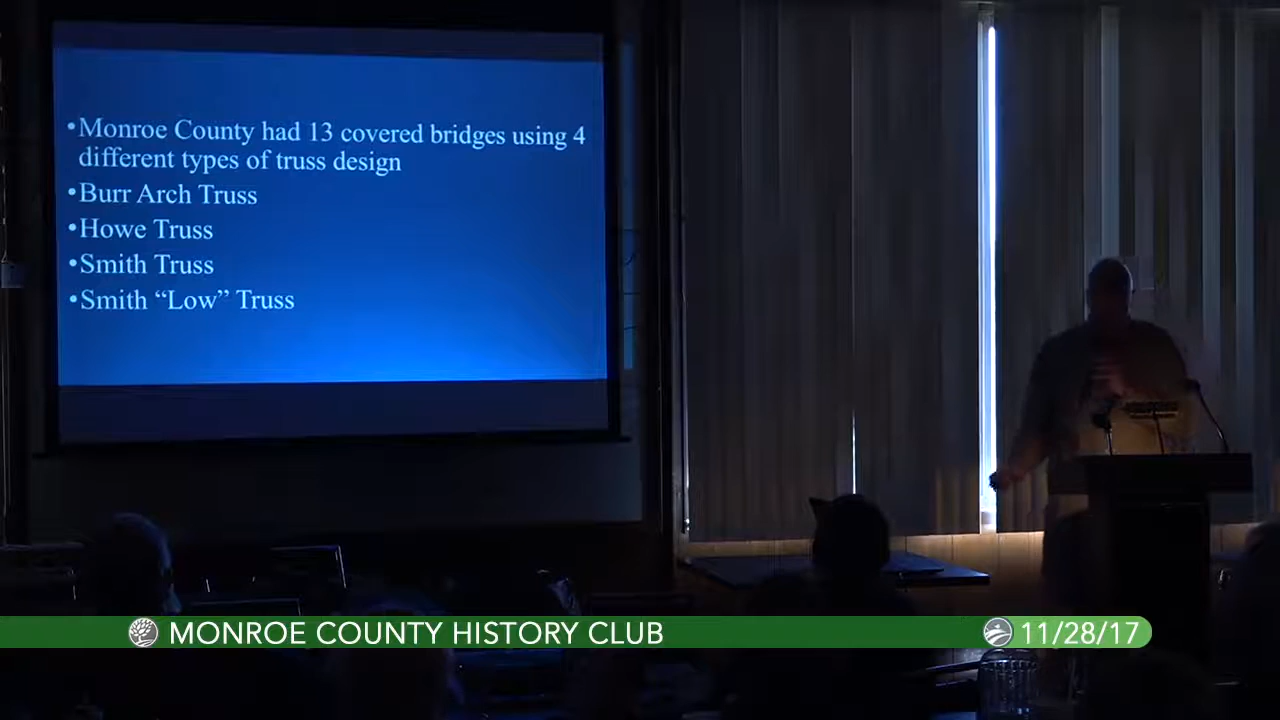 •Monroe County had 13 covered bridges using 4
different types of truss design
•Burr Arch Truss
•Howe Truss
•Smith Truss
•Smith “Low” Truss
MONROE COUNTY HISTORY CLUB
11/28/17